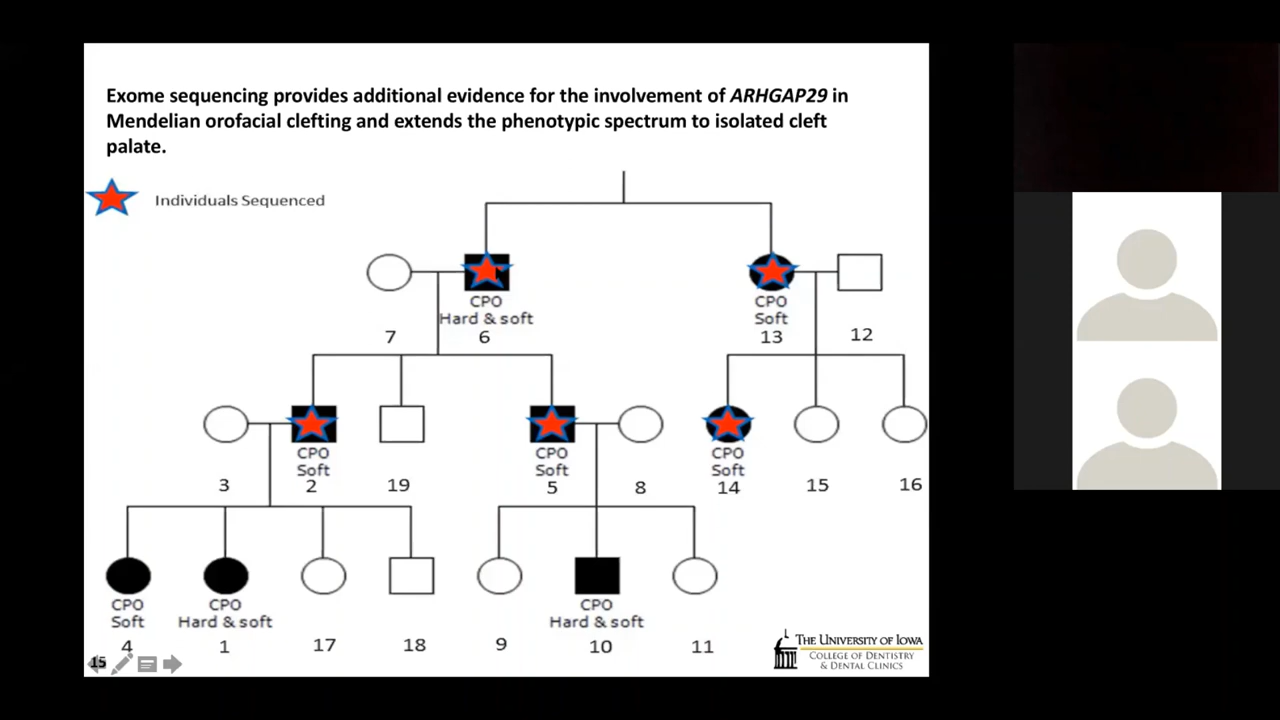 Exome sequencing provides additional evidence for the involvement of ARHGAP29 in
Mendelian orofacial clefting and extends the phenotypic spectrum to isolated cleft
palate.
Individuals Sequenced
CPO
Hard & soft
CPO
Soft
7
6
13
12
CPO
Soft
CPO
Soft
CPO
Soft
3
2
19
5
8
14
15
16
CPO
Soft
CPO
Hard & soft
CPO
Hard & soft
4
1
17
18
9
10
11
15
THE UNIVERSITY OF IOWA
COLLEGE OF DENTISTRY
& DENTAL CLINICS